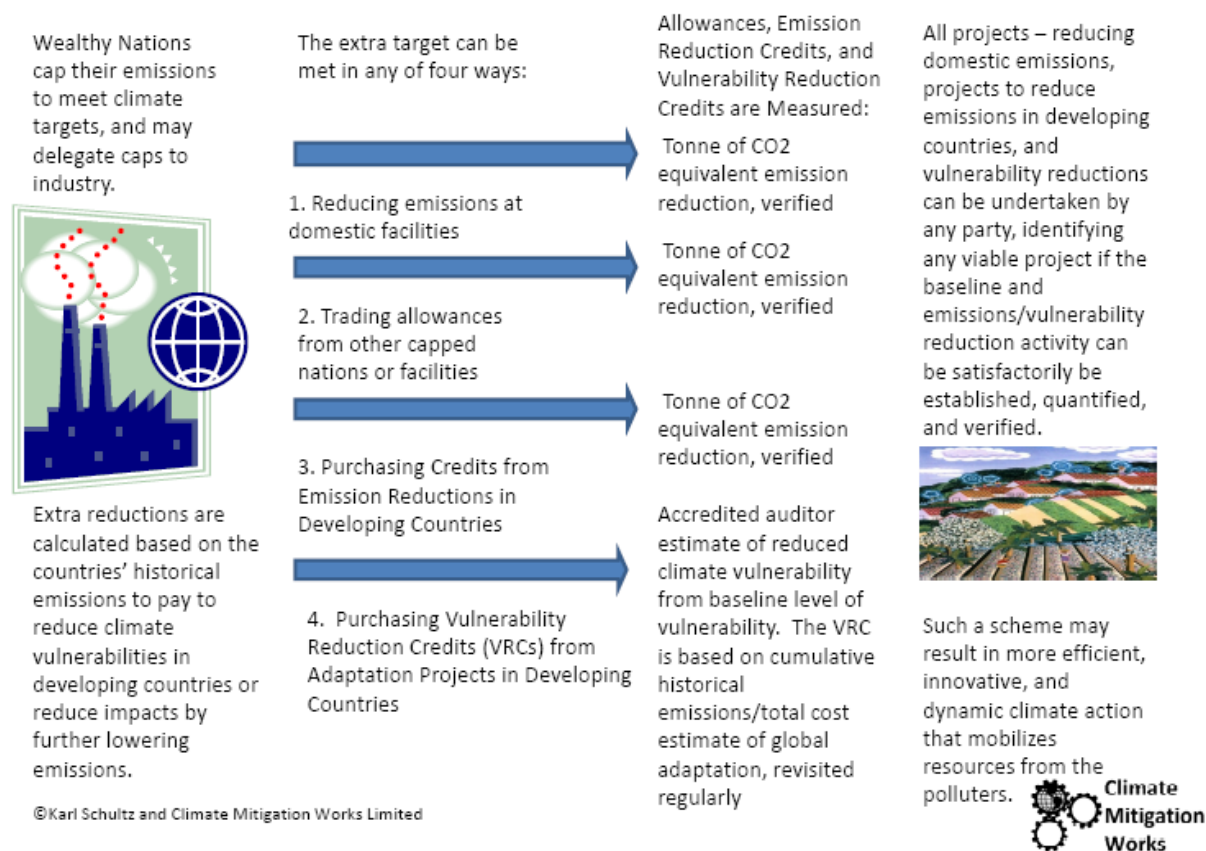 Wealthy Nations
cap their emissions
to meet climate
targets, and may
delegate caps to
industry.
Extra reductions are
calculated based on the
countries' historical
emissions to pay to
reduce climate
vulnerabilities in
developing countries or
reduce impacts by
further lowering
emissions.
©Karl Schultz and Climate Mitigation Works Limited
The extra target can be
met in any of four ways:
1. Reducing emissions at
domestic facilities
2. Trading allowances
from other capped
nations or facilities
3. Purchasing Credits from
Emission Reductions in
Developing Countries
4. Purchasing Vulnerability
Reduction Credits (VRCs) from
Adaptation Projects in Developing
Countries
Allowances, Emission
Reduction Credits, and
Vulnerability Reduction
Credits are Measured:
Tonne of CO2
equivalent emission
reduction, verified
Tonne of CO2
equivalent emission
reduction, verified
Tonne of CO2
equivalent emission
reduction, verified
Accredited auditor
estimate of reduced
climate vulnerability
from baseline level of
vulnerability. The VRC
is based on cumulative
historical
emissions/total cost
estimate of global
adaptation, revisited
regularly
All projects – reducing
domestic emissions,
projects to reduce
emissions in developing
countries, and
vulnerability reductions
can be undertaken by
any party, identifying
any viable project if the
baseline and
emissions/vulnerability
reduction activity can
be satisfactorily be
established, quantified,
and verified.
Such a scheme may
result in more efficient,
innovative, and
dynamic climate action
that mobilizes
resources from the
polluters.
Climate
Mitigation
Works